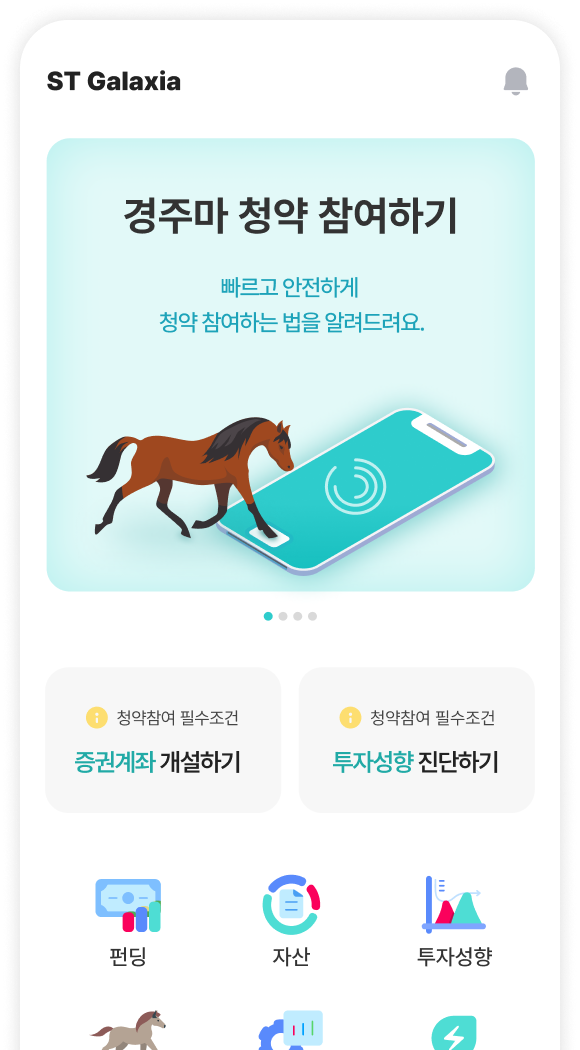 ST Galaxia
경주마 청약 참여하기
빠르고 안전하게
청약 참여하는 법을 알려드려요.
청약참여 필수조건
증권계좌 개설하기
청약참여 필수조건
투자성향 진단하기
펀딩
자산
투자성향